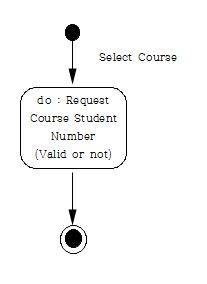 Select Course
do : Request
Course Student
Number
(Valid or not)